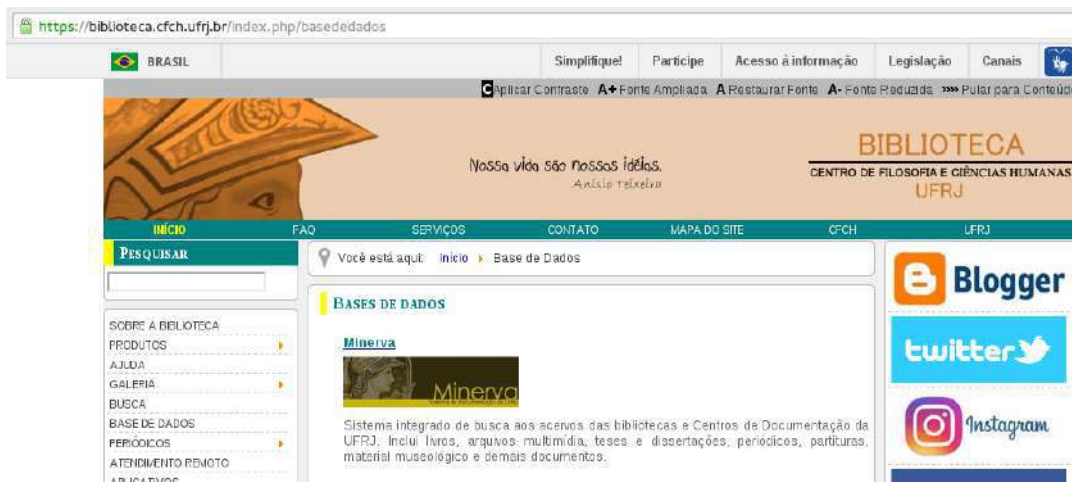 https://biblioteca.cfch.ufrj.br/index.php/basededados
BRASIL
Simplifique! Participe Acesso à informação Legislação Canais
C Aplicar Contraste A+ Fonte Ampliada A Restaurar Fonte A- Fonte Reduzida »»» Pular para Conteúdo
Nossa vida são nossas idéias.
Anísio Teixeira
BIBLIOTECA
CENTRO DE FILOSOFIA E CIÊNCIAS HUMANAS
UFRJ
INÍCIO FAQ SERVIÇOS CONTATO MAPA DO SITE CFCH UFRJ
PESQUISAR
Você está aqui: Início Base de Dados
BASES DE DADOS
SOBRE A BIBLIOTECA
PRODUTOS
AJUDA
GALERIA
BUSCA
BASE DE DADOS
PERIÓDICOS
ATENDIMENTO REMOTO
APLICATIVOS
Minerva
Minerva
Sistema integrado de busca aos acervos das bibliotecas e Centros de Documentação da
UFRJ. Inclui livros, arquivos multimídia, teses e dissertações, periódicos, partituras,
material museológico e demais documentos.
Blogger
twitter
Instagram